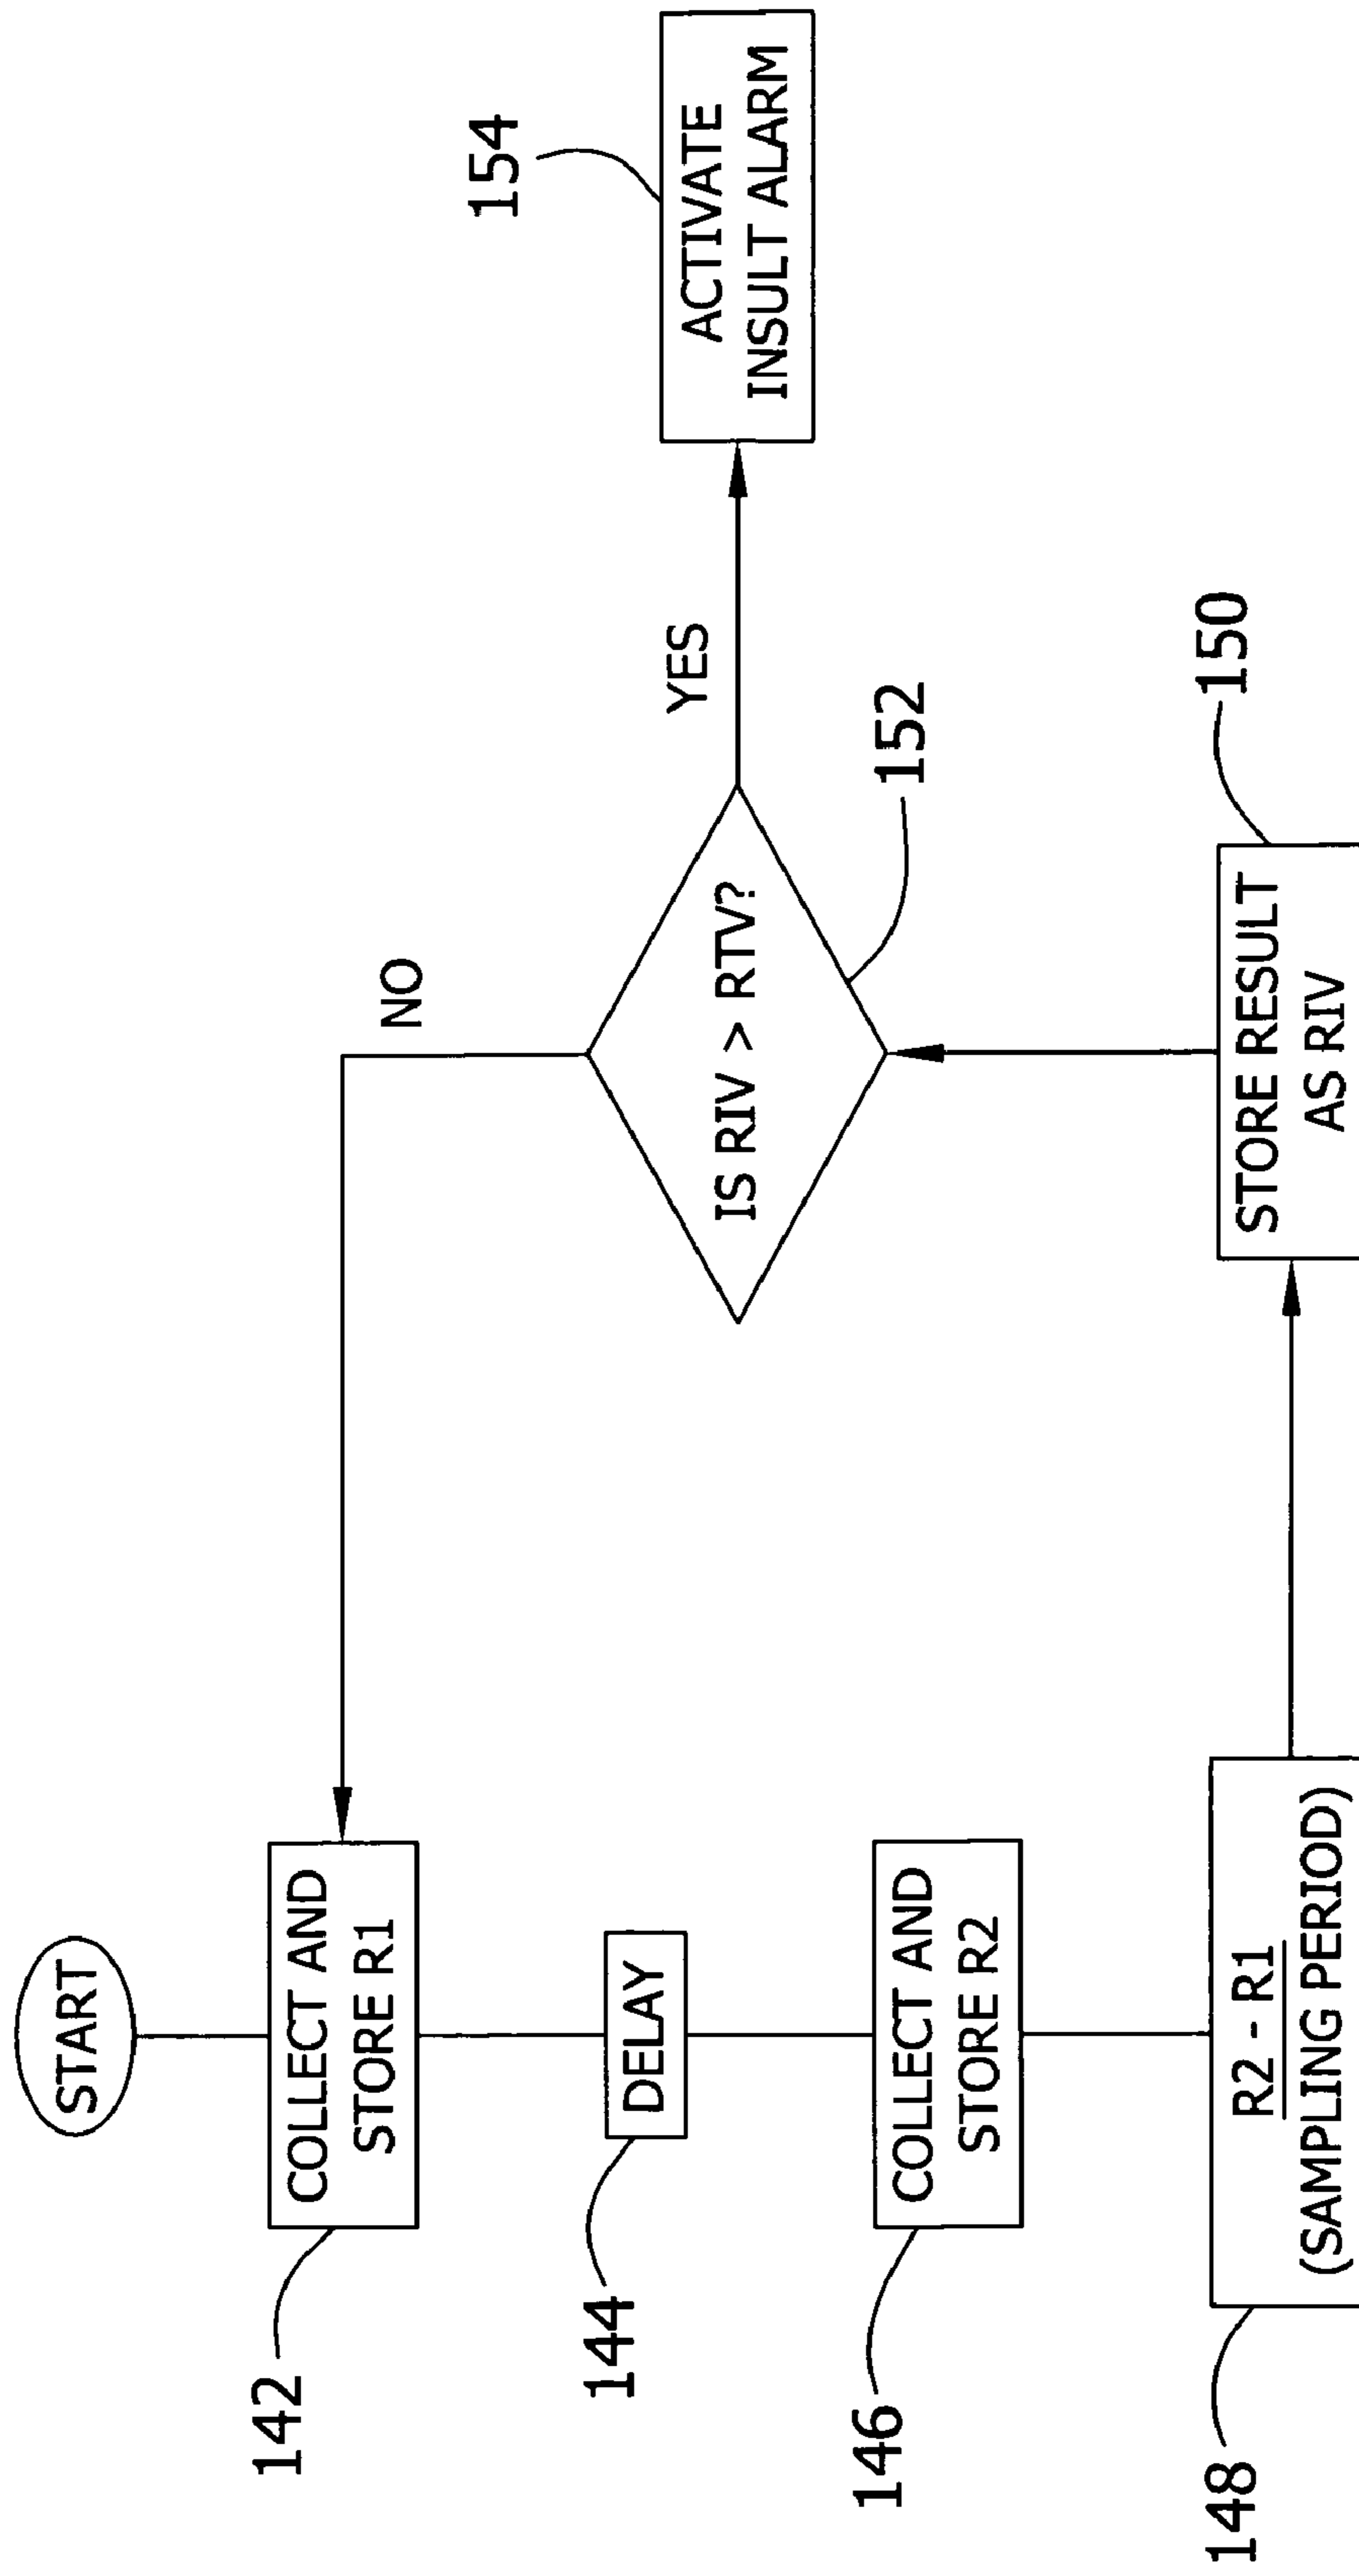 START
142
COLLECT AND
STORE R1
144
DELAY
146
COLLECT AND
STORE R2
148
R2 - R1
(SAMPLING PERIOD)
150
STORE RESULT
AS RIV
152
IS RIV > RTV?
NO
YES
154
ACTIVATE
INSULT ALARM